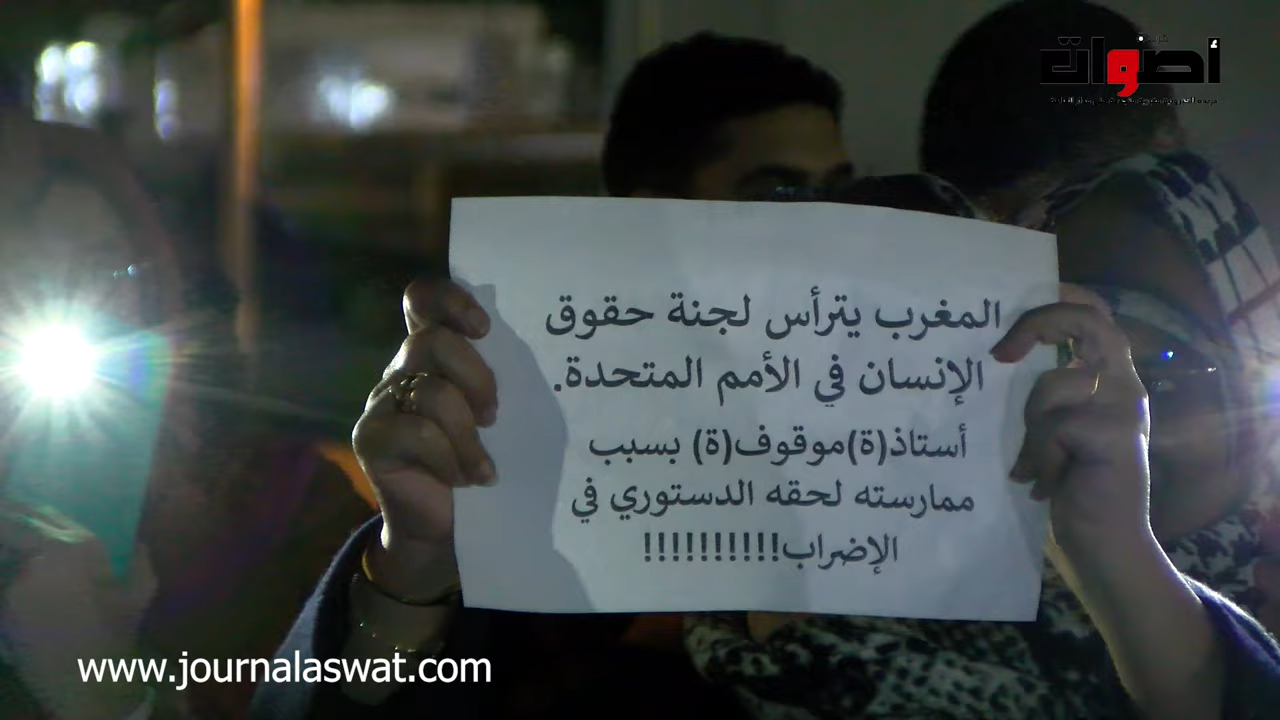 أصوات
المغرب يترأس لجنة حقوق
الإنسان في الأمم المتحدة.
أستاذ(ة)موقوف(ة) بسبب
ممارسته لحقه الدستوري في
الإضراب!!!!!!!!!!
www.journalaswat.com